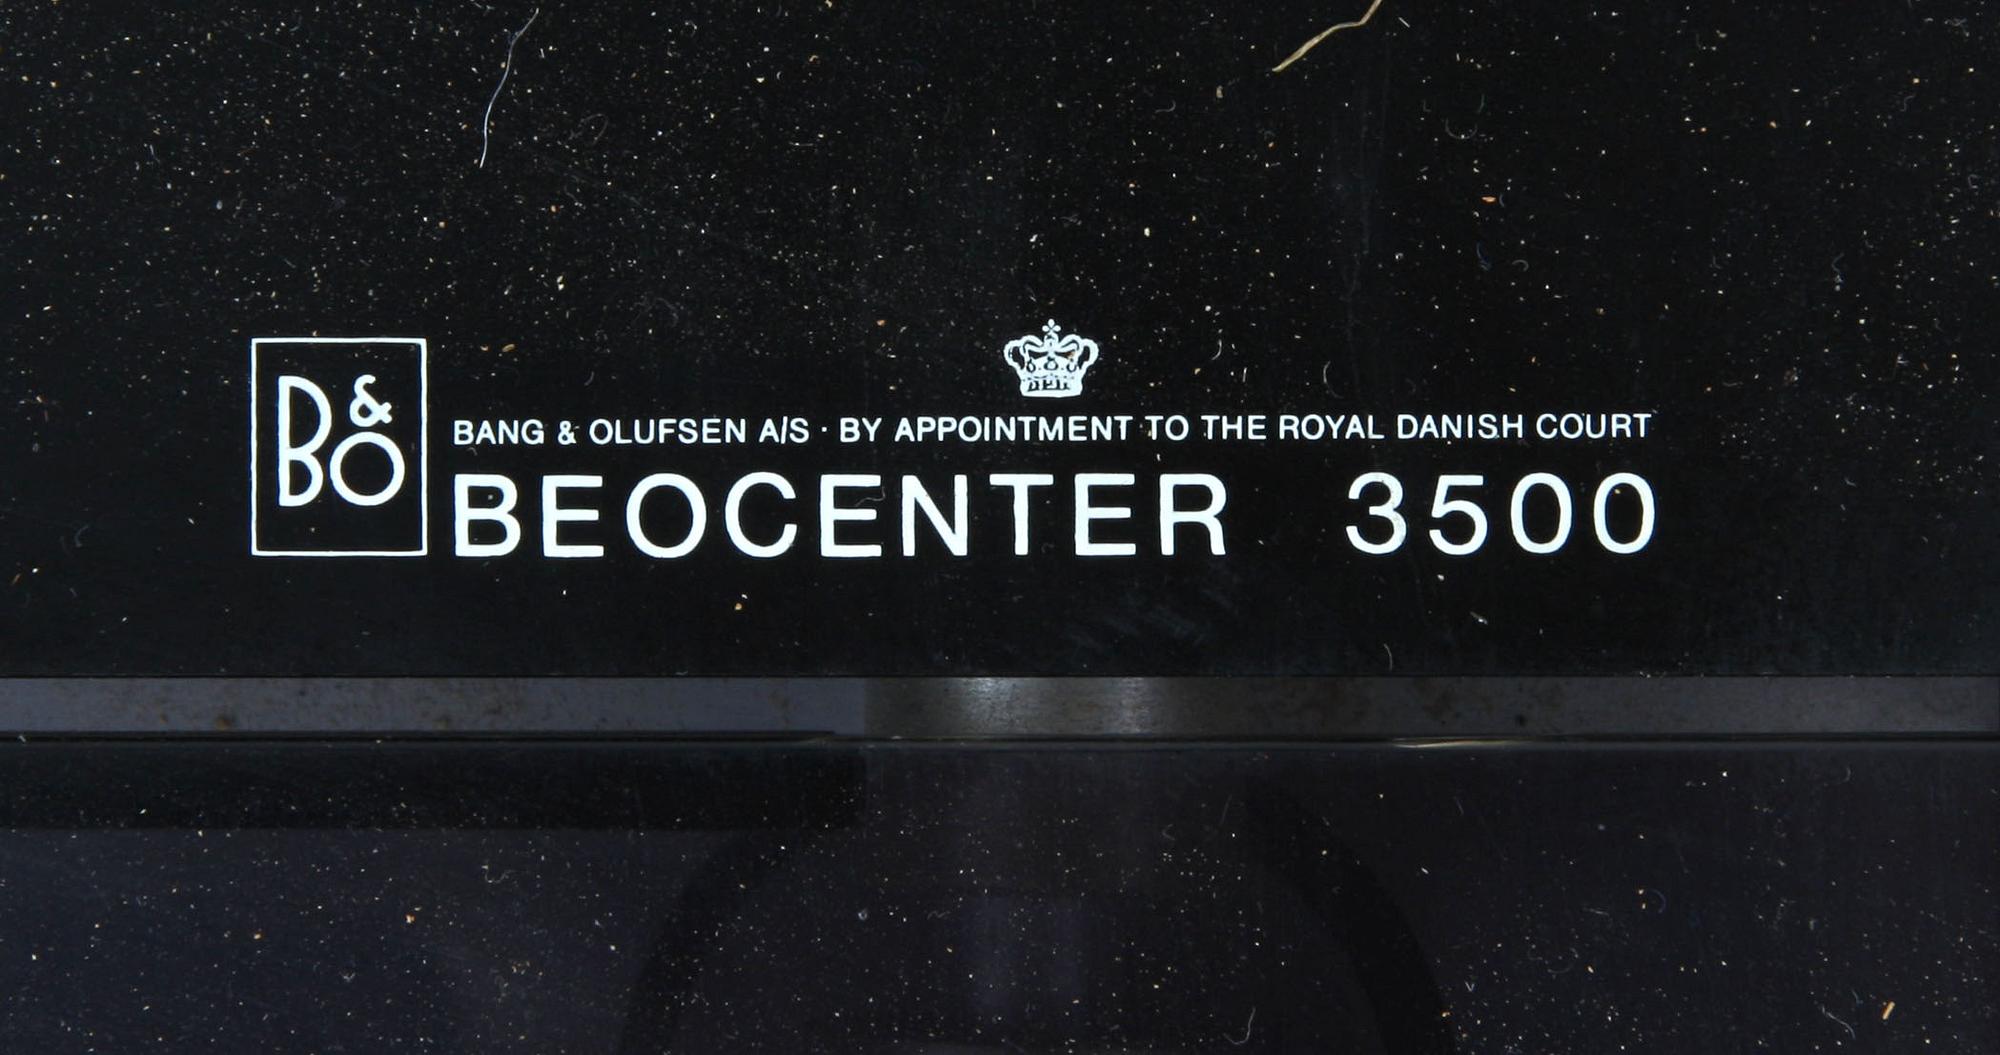 B&O
BANG & OLUFSEN A/S · BY APPOINTMENT TO THE ROYAL DANISH COURT
BEOCENTER 3500